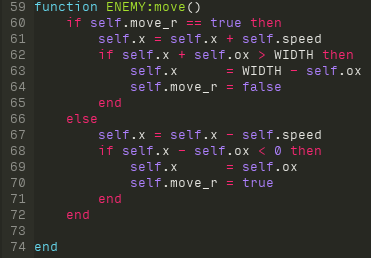 59 function ENEMY:move()
60     if self.move_r == true then
61         self.x = self.x + self.speed
62         if self.x + self.ox > WIDTH then
63             self.x      = WIDTH - self.ox
64             self.move_r = false
65         end
66     else
67         self.x = self.x - self.speed
68         if self.x - self.ox < 0 then
69             self.x      = self.ox
70             self.move_r = true
71         end
72     end
73
74 end